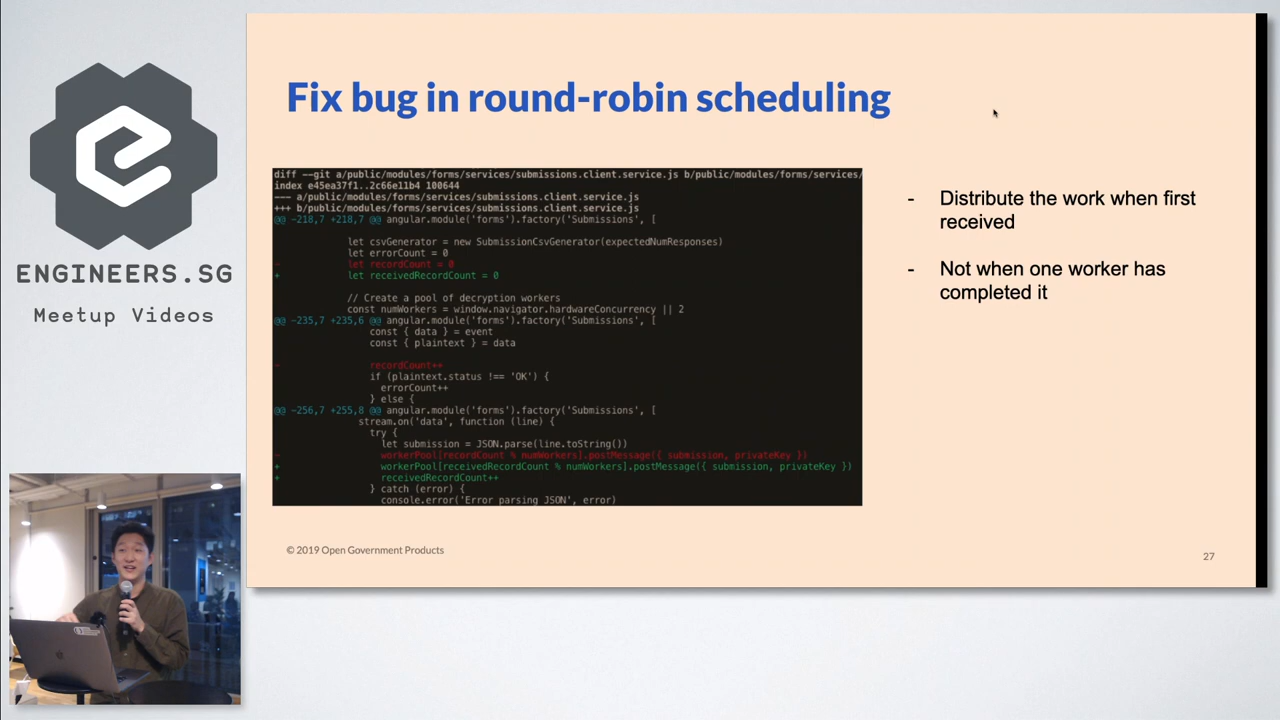 ENGINEERS.SG
Meetup Videos
Fix bug in round-robin scheduling
diff --git a/public/modules/forms/services/submissions.client.service.js b/public/modules/forms/services/
index e45ea37f1..2c66e11b4 100644
--- a/public/modules/forms/services/submissions.client.service.js
+++ b/public/modules/forms/services/submissions.client.service.js
@@ -218,7 +218,7 @@ angular.module('forms').factory('Submissions', [
let csvGenerator = new SubmissionCsvGenerator(expectedNumResponses)
let errorCount = 0
- let recordCount = 0
+ let receivedRecordCount = 0
// Create a pool of decryption workers
const numWorkers = window.navigator.hardwareConcurrency || 2
@@ -235,7 +235,6 @@ angular.module('forms').factory('Submissions', [
const { data } = event
const { plaintext } = data
- recordCount++
if (plaintext.status !== 'OK') {
errorCount++
} else {
@@ -256,7 +255,8 @@ angular.module('forms').factory('Submissions', [
stream.on('data', function (line) {
try {
let submission = JSON.parse(line.toString())
- workerPool[recordCount % numWorkers].postMessage({ submission, privateKey })
+ workerPool[receivedRecordCount % numWorkers].postMessage({ submission, privateKey })
+ receivedRecordCount++
} catch (error) {
console.error('Error parsing JSON', error)
- Distribute the work when first
received
- Not when one worker has
completed it
© 2019 Open Government Products
27